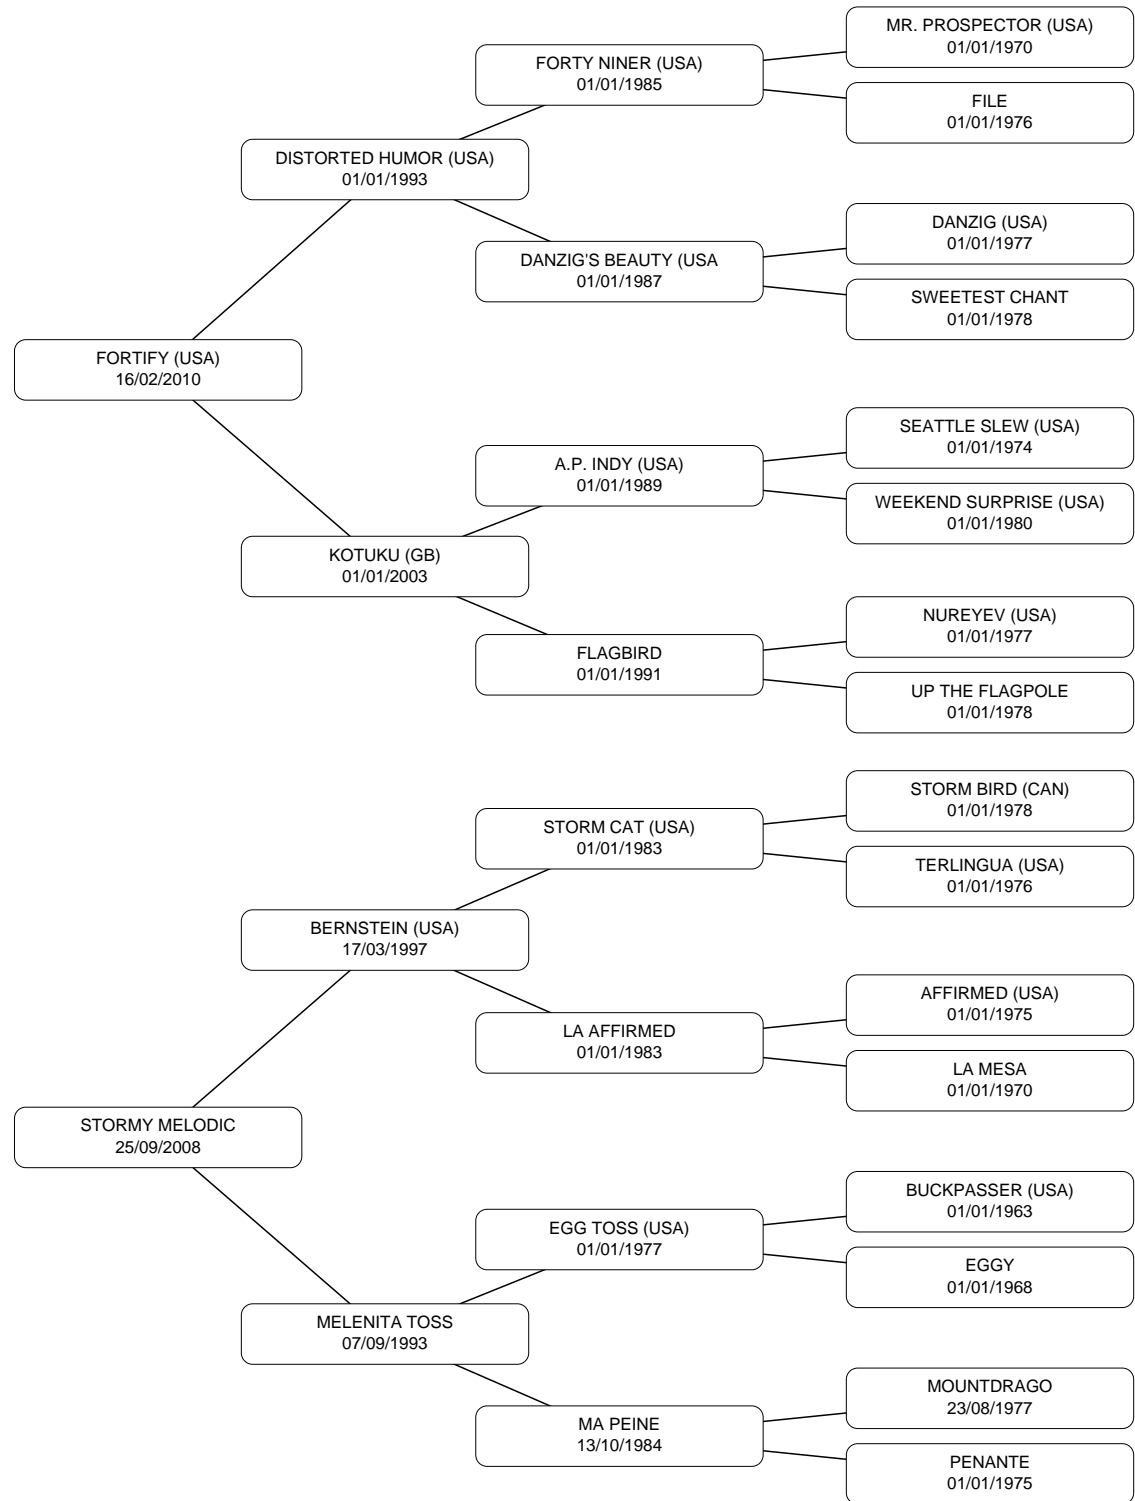 MR. PROSPECTOR (USA)
01/01/1970
FORTY NINER (USA)
01/01/1985
FILE
01/01/1976
DISTORTED HUMOR (USA)
01/01/1993
DANZIG (USA)
01/01/1977
DANZIG'S BEAUTY (USA
01/01/1987
SWEETEST CHANT
01/01/1978
FORTIFY (USA)
16/02/2010
SEATTLE SLEW (USA)
01/01/1974
A.P. INDY (USA)
01/01/1989
WEEKEND SURPRISE (USA)
01/01/1980
KOTUKU (GB)
01/01/2003
NUREYEV (USA)
01/01/1977
FLAGBIRD
01/01/1991
UP THE FLAGPOLE
01/01/1978
STORM BIRD (CAN)
01/01/1978
STORM CAT (USA)
01/01/1983
TERLINGUA (USA)
01/01/1976
BERNSTEIN (USA)
17/03/1997
AFFIRMED (USA)
01/01/1975
LA AFFIRMED
01/01/1983
LA MESA
01/01/1970
STORMY MELODIC
25/09/2008
BUCKPASSER (USA)
01/01/1963
EGG TOSS (USA)
01/01/1977
EGGY
01/01/1968
MELENITA TOSS
07/09/1993
MOUNTDRAGO
23/08/1977
MA PEINE
13/10/1984
PENANTE
01/01/1975